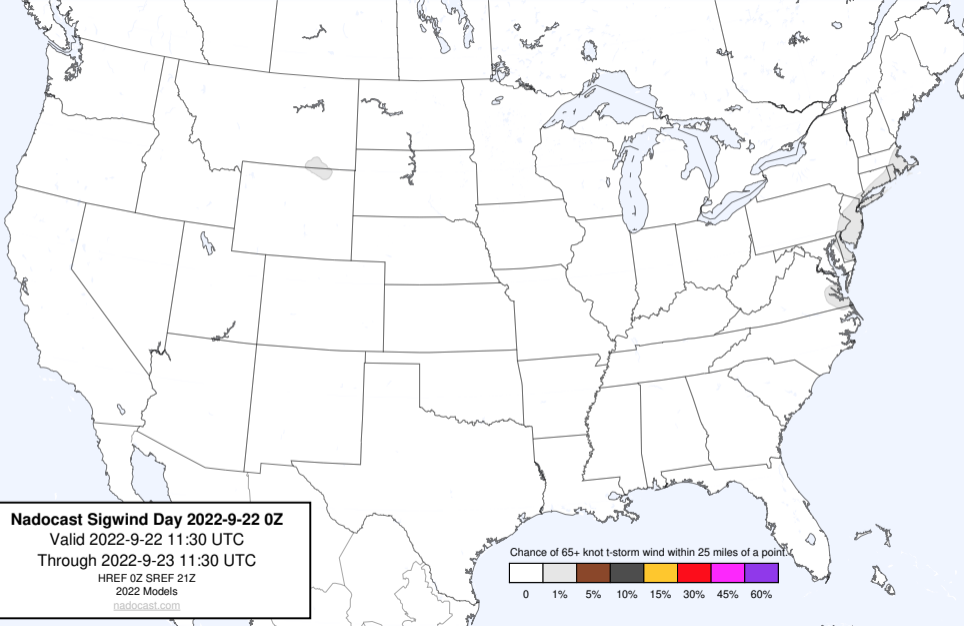 Nadocast Sigwind Day 2022-9-22 0Z
Valid 2022-9-22 11:30 UTC
Through 2022-9-23 11:30 UTC
HREF 0Z SREF 21Z
2022 Models
nadocast.com
Chance of 65+ knot t-storm wind within 25 miles of a point.
0 1% 5% 10% 15% 30% 45% 60%